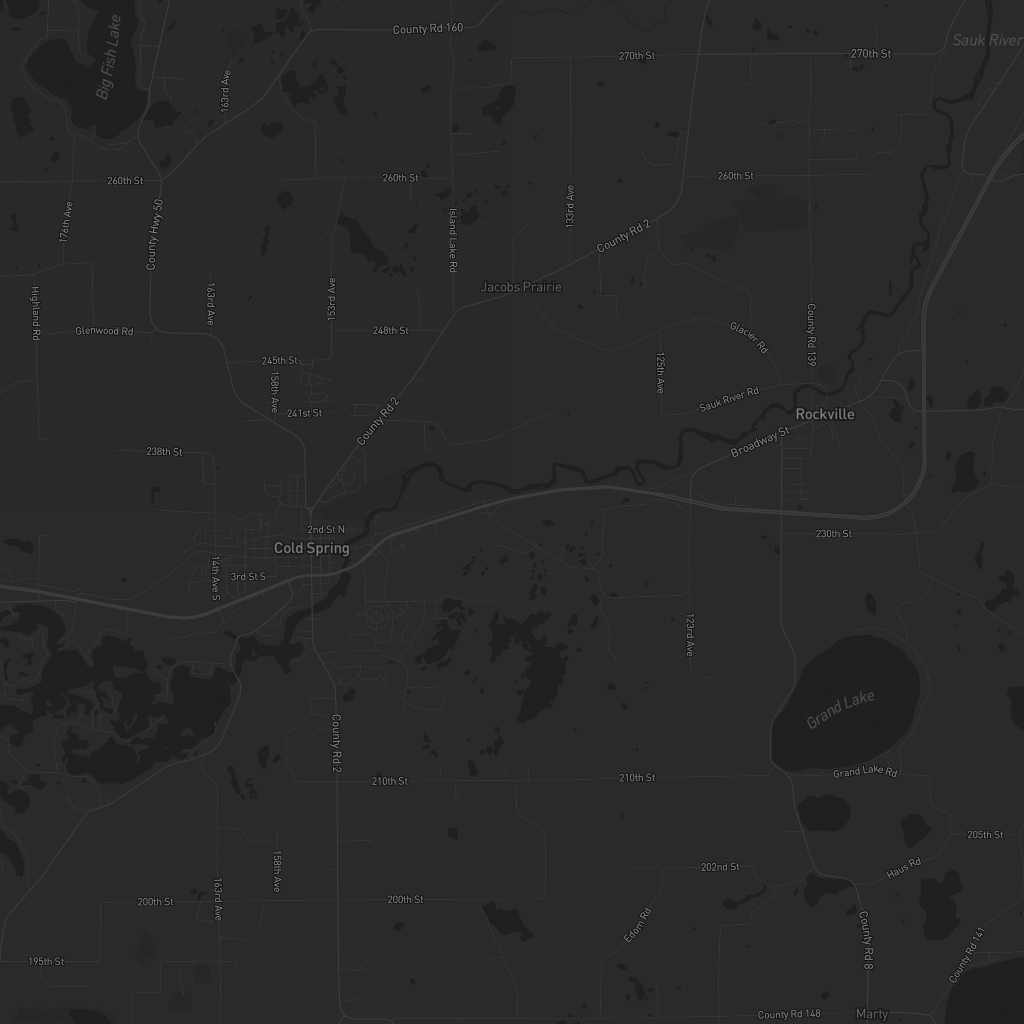 Big Fish Lake
County Rd 160
Sauk River
270th St
270th St
163rd Ave
260th St
260th St
260th St
176th Ave
County Hwy 50
Island Lake Rd
133rd Ave
County Rd 2
Jacobs Prairie
Highland Rd
163rd Ave
153rd Ave
Glenwood Rd
248th St
Glacier Rd
County Rd 139
245th St
158th Ave
125th Ave
241st St
County Rd 2
Sauk River Rd
Rockville
238th St
Broadway St
2nd St N
230th St
Cold Spring
14th Ave S
3rd St S
123rd Ave
Grand Lake
County Rd 2
210th St
210th St
Grand Lake Rd
205th St
158th Ave
202nd St
Haus Rd
163rd Ave
200th St
200th St
Edom Rd
County Rd 8
County Rd 141
195th St
County Rd 148
Marty